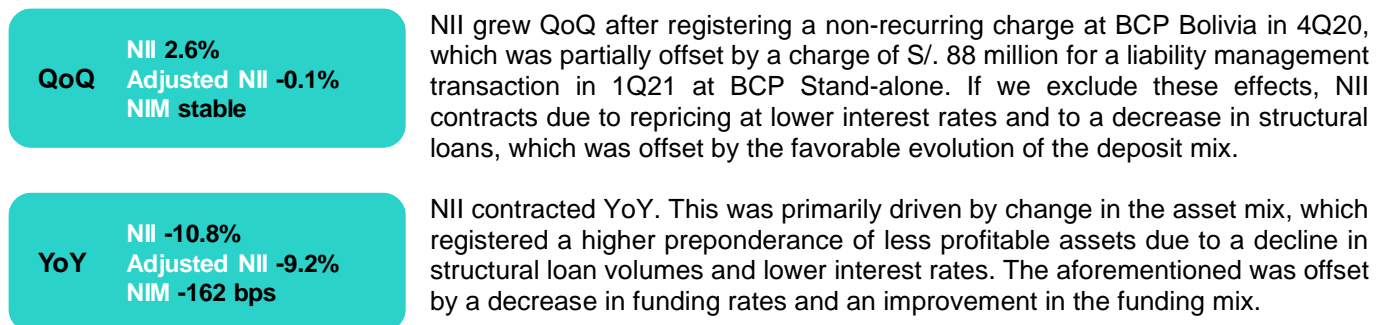 QoQ
NII 2.6%
Adjusted NII -0.1%
NIM stable
NII grew QoQ after registering a non-recurring charge at BCP Bolivia in 4Q20,
which was partially offset by a charge of S/. 88 million for a liability management
transaction in 1Q21 at BCP Stand-alone. If we exclude these effects, NII
contracts due to repricing at lower interest rates and to a decrease in structural
loans, which was offset by the favorable evolution of the deposit mix.
YoY
NII -10.8%
Adjusted NII -9.2%
NIM -162 bps
NII contracted YoY. This was primarily driven by change in the asset mix, which
registered a higher preponderance of less profitable assets due to a decline in
structural loan volumes and lower interest rates. The aforementioned was offset
by a decrease in funding rates and an improvement in the funding mix.